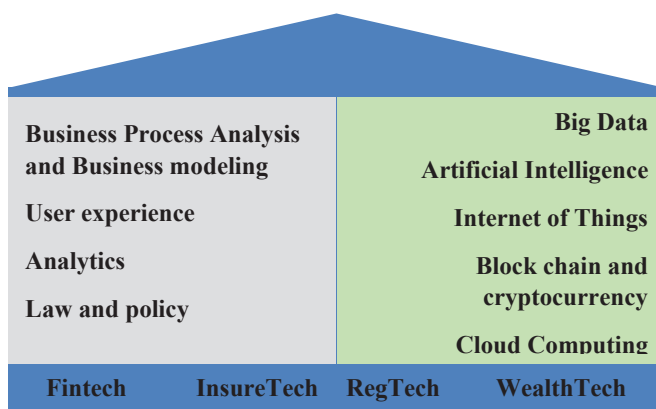 Business Process Analysis
and Business modeling
User experience
Analytics
Law and policy
Big Data
Artificial Intelligence
Internet of Things
Block chain and
cryptocurrency
Cloud Computing
Fintech InsureTech RegTech WealthTech